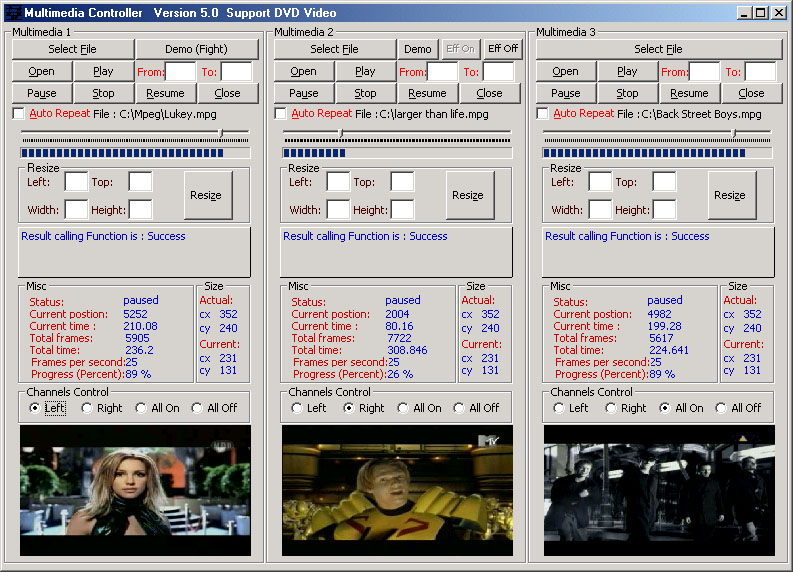 Multimedia Controller Version 5.0 Support DVD Video
Multimedia 1
Select File Demo (Fight)
Open Play From: To:
Pause Stop Resume Close
Auto Repeat File : C:\Mpeg\Lukey.mpg
Resize
Left: Top:
Resize
Width: Height:
Result calling Function is : Success
Misc Size
Status: paused Actual:
Current postion: 5252 cx 352
Current time : 210.08 cy 240
Total frames: 5905 Current:
Total time: 236.2 cx 231
Frames per second: 25 cy 131
Progress (Percent): 89 %
Channels Control
Left Right All On All Off
Multimedia 2
Select File Demo Eff On Eff Off
Open Play From: To:
Pause Stop Resume Close
Auto Repeat File : C:\larger than life.mpg
Resize
Left: Top:
Resize
Width: Height:
Result calling Function is : Success
Misc Size
Status: paused Actual:
Current postion: 2004 cx 352
Current time : 80.16 cy 240
Total frames: 7722 Current:
Total time: 308.846 cx 231
Frames per second: 25 cy 131
Progress (Percent): 26 %
Channels Control
Left Right All On All Off
MTV
Multimedia 3
Select File
Open Play From: To:
Pause Stop Resume Close
Auto Repeat File : C:\Back Street Boys.mpg
Resize
Left: Top:
Resize
Width: Height:
Result calling Function is : Success
Misc Size
Status: paused Actual:
Current postion: 4982 cx 352
Current time : 199.28 cy 240
Total frames: 5617 Current:
Total time: 224.641 cx 231
Frames per second: 25 cy 131
Progress (Percent): 89 %
Channels Control
Left Right All On All Off